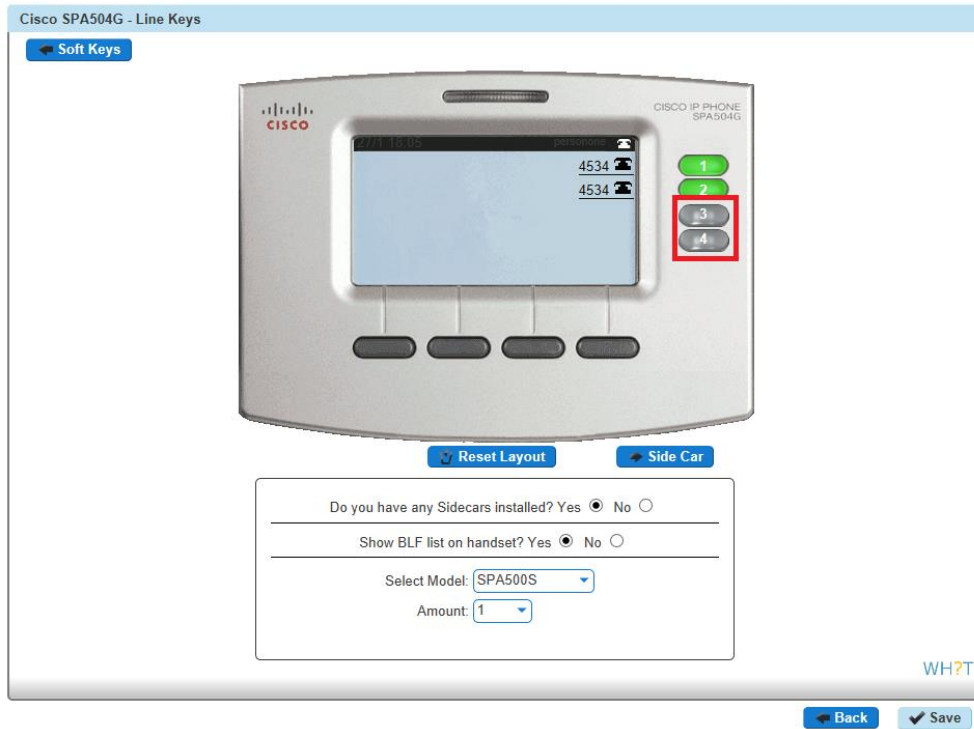 Cisco SPA504G - Line Keys
Soft Keys
CISCO
CISCO IP PHONE
SPA504G
27/1 18:05 personone
4534
4534
1
2
3
4
Reset Layout
Side Car
Do you have any Sidecars installed? Yes No
Show BLF list on handset? Yes No
Select Model: SPA500S
Amount: 1
WH?T
Back
Save